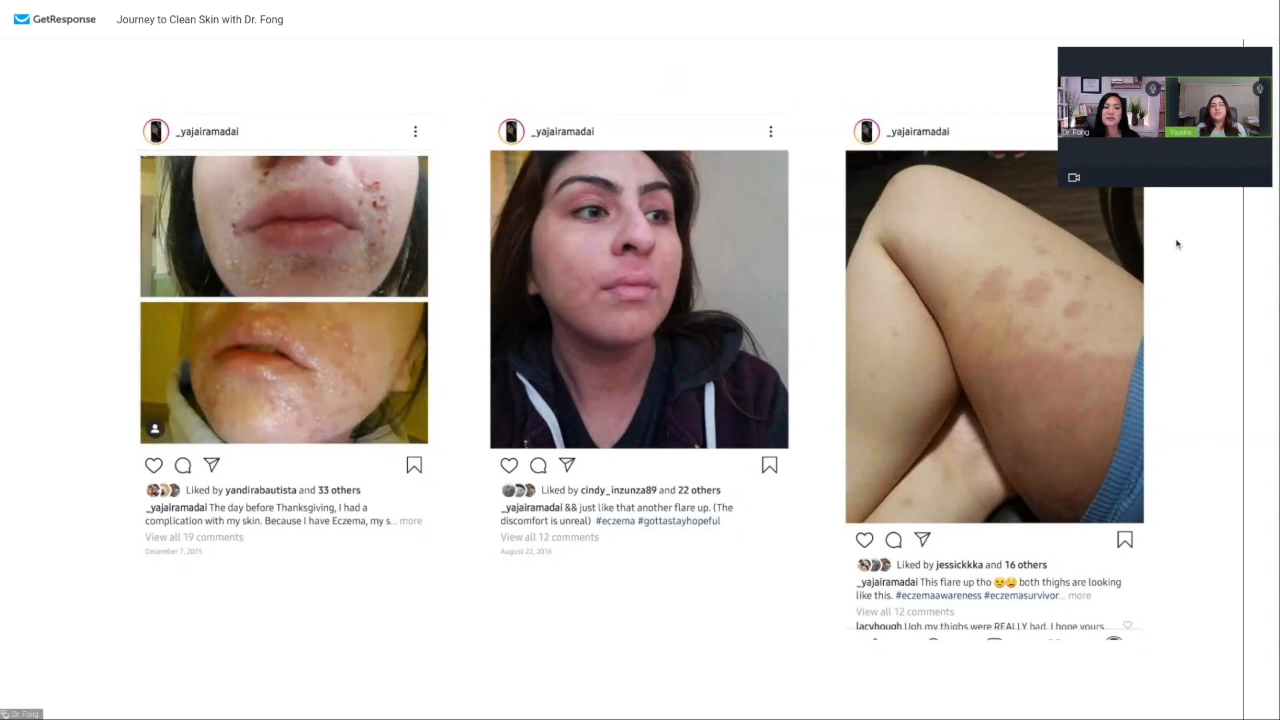 GetResponse
Journey to Clean Skin with Dr. Fong
_yajairamadai
_yajairamadai
_yajairamadai
Dr. Fong
Yajaira
Liked by yandirabautista and 33 others
_yajairamadai The day before Thanksgiving, I had a
complication with my skin. Because I have Eczema, my s... more
View all 19 comments
December 7, 2015
Liked by cindy_inzunza89 and 22 others
_yajairamadai && just like that another flare up. (The
discomfort is unreal) #eczema #gottastayhopeful
View all 12 comments
August 22, 2016
Liked by jessickkka and 16 others
_yajairamadai This flare up tho 😣😩 both thighs are looking
like this. #eczemaawareness #eczemasurvivor... more
View all 12 comments
lacyhough Ugh my thighs were REALLY bad. I hope yours
Dr. Fong